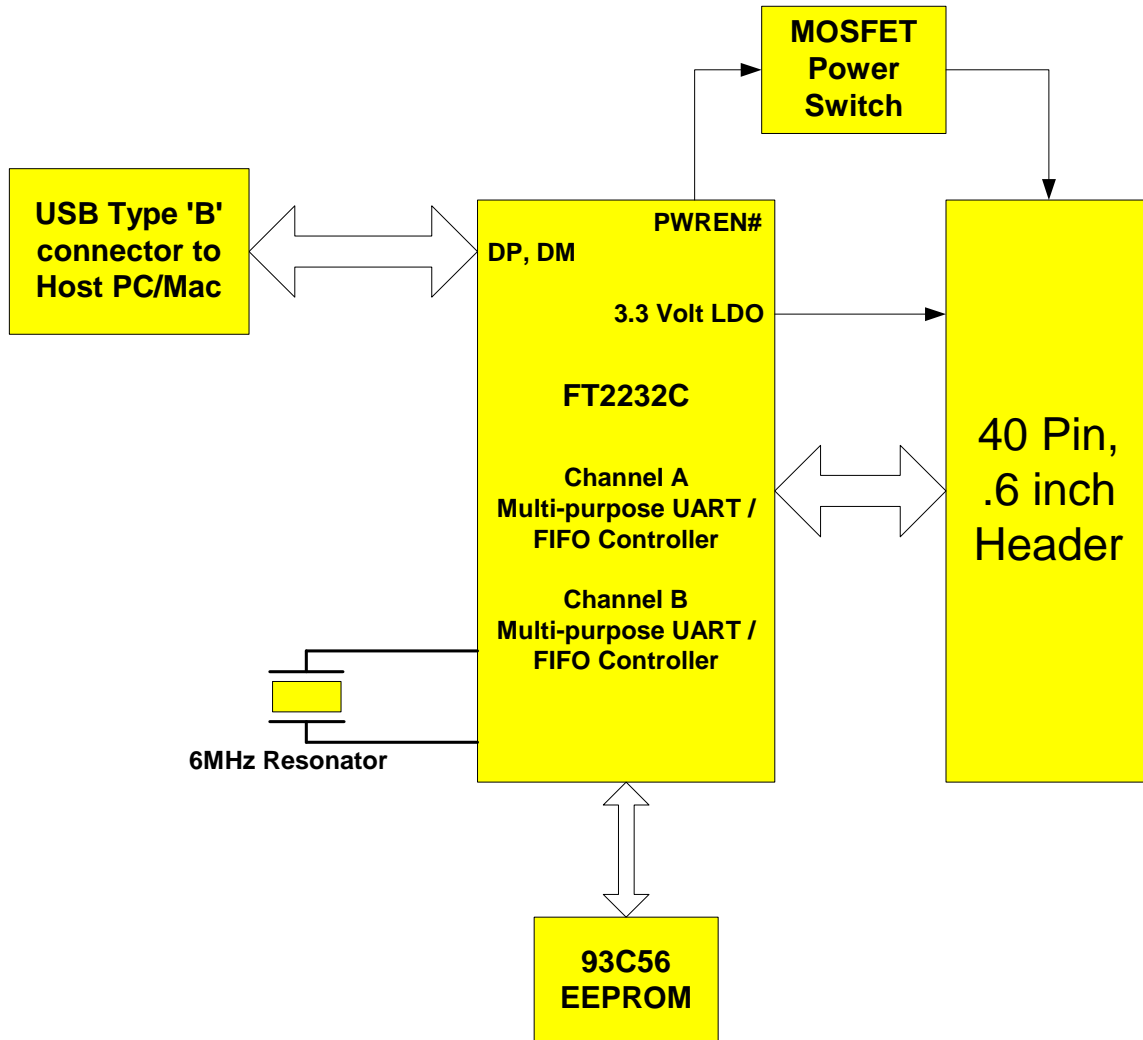 MOSFET
Power
Switch
USB Type 'B'
connector to
Host PC/Mac
PWREN#
DP, DM
3.3 Volt LDO
FT2232C
Channel A
Multi-purpose UART /
FIFO Controller
Channel B
Multi-purpose UART /
FIFO Controller
40 Pin,
.6 inch
Header
6MHz Resonator
93C56
EEPROM